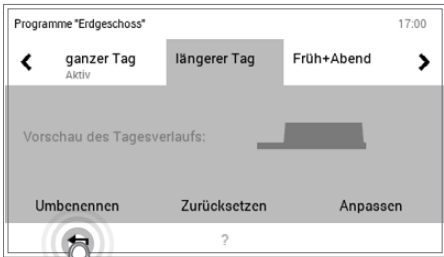 Programme "Erdgeschoss" 17:00
ganzer Tag längerer Tag Früh+Abend
Aktiv
Vorschau des Tagesverlaufs:
Umbenennen Zurücksetzen Anpassen
?